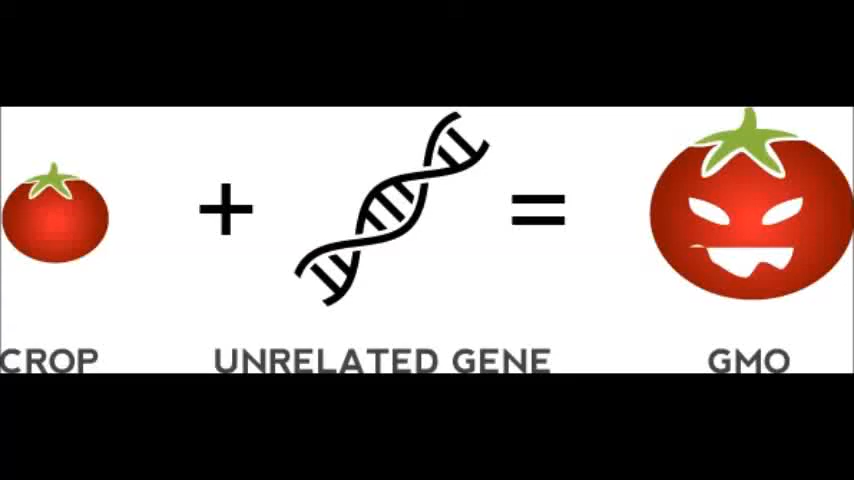 + =
CROP UNRELATED GENE GMO